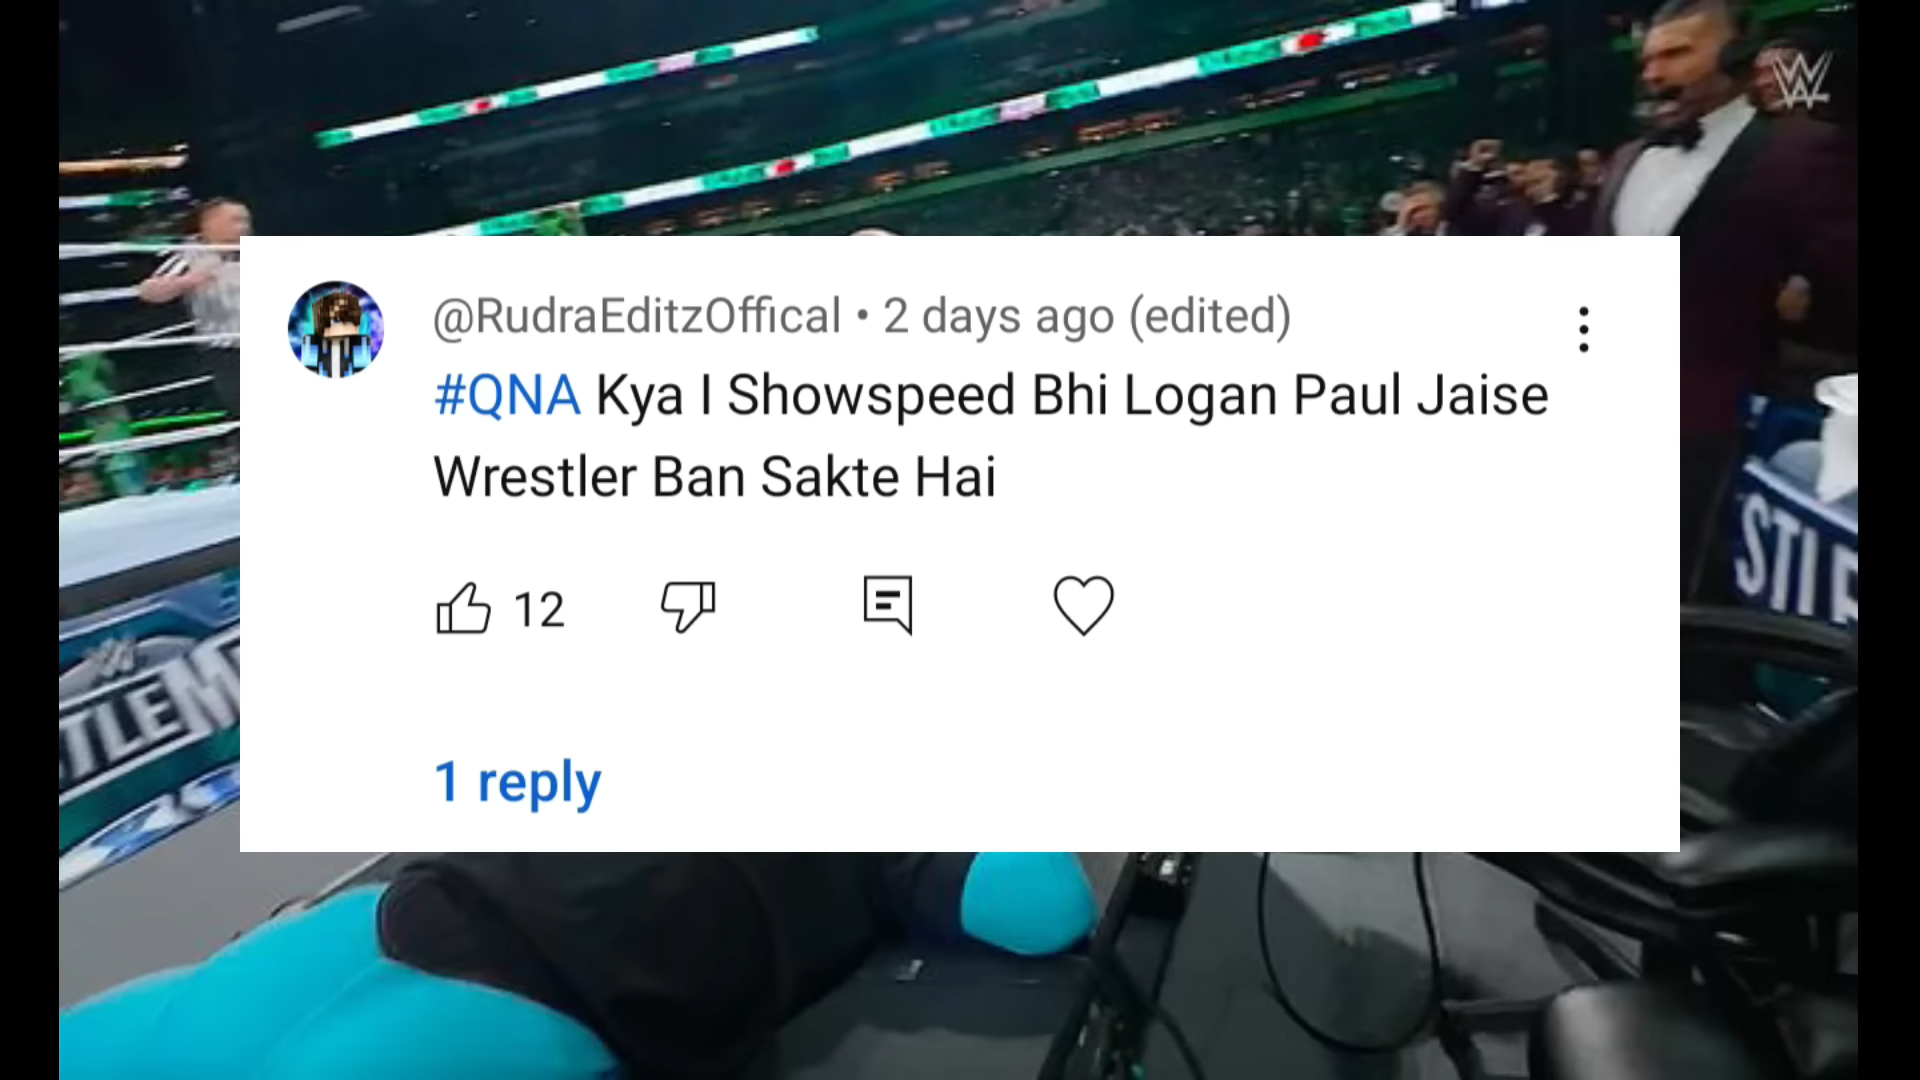 W
@RudraEditzOffical • 2 days ago (edited)
#QNA Kya I Showspeed Bhi Logan Paul Jaise
Wrestler Ban Sakte Hai
12
1 reply
STLEM